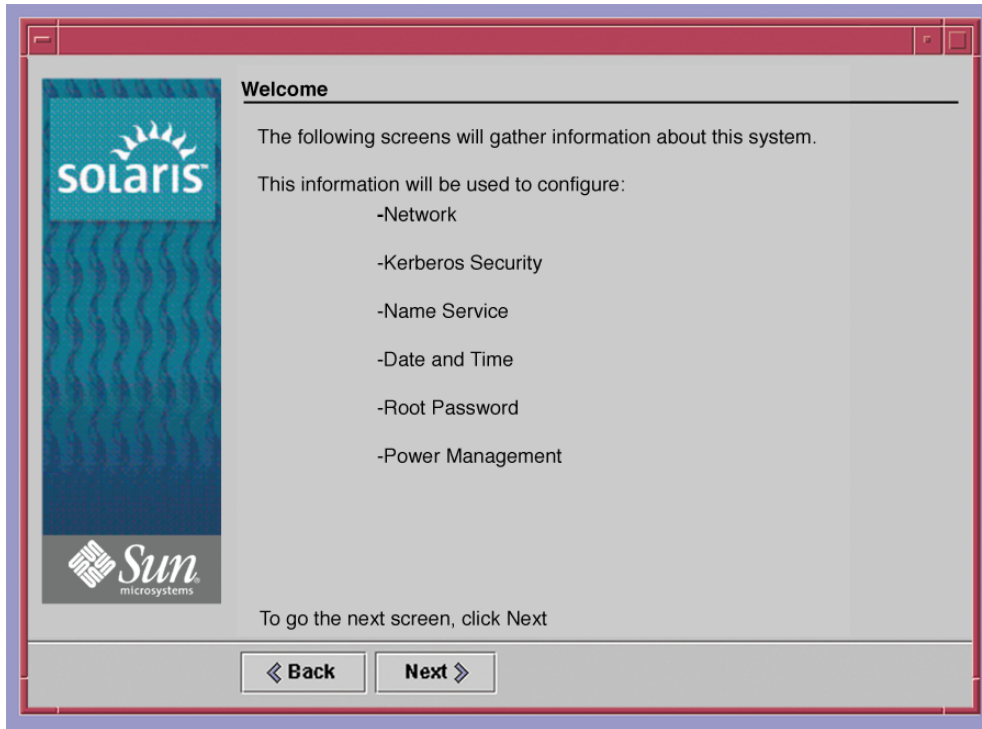 Welcome
solaris™
The following screens will gather information about this system.
This information will be used to configure:
-Network
-Kerberos Security
-Name Service
-Date and Time
-Root Password
-Power Management
Sun
microsystems
To go the next screen, click Next
Back
Next